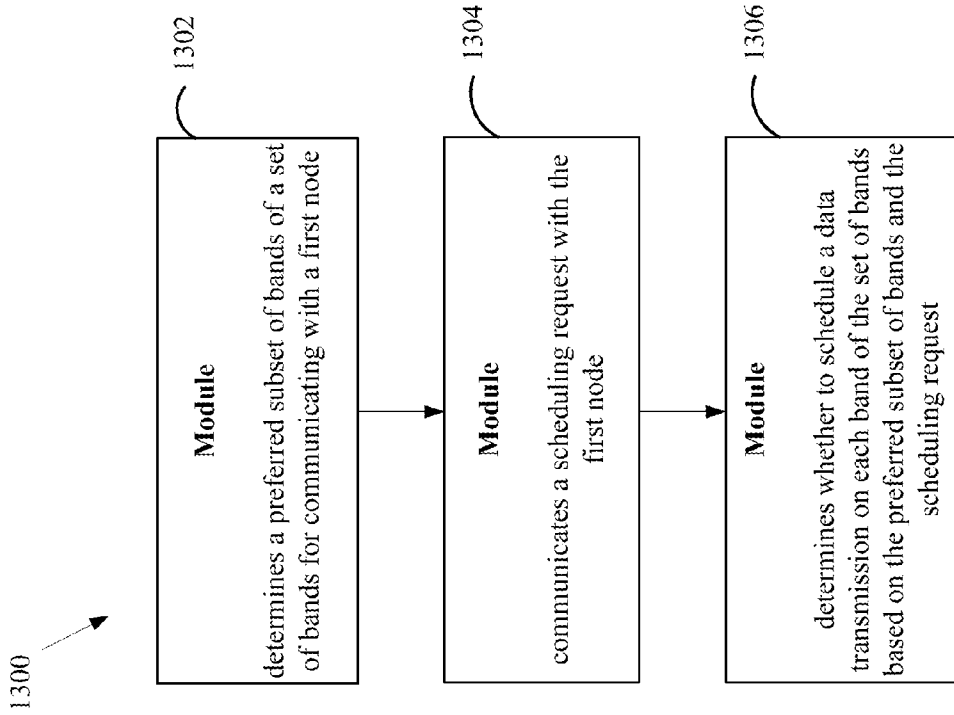 1300
1302
Module
determines a preferred subset of bands of a set
of bands for communicating with a first node
1304
Module
communicates a scheduling request with the
first node
1306
Module
determines whether to schedule a data
transmission on each band of the set of bands
based on the preferred subset of bands and the
scheduling request